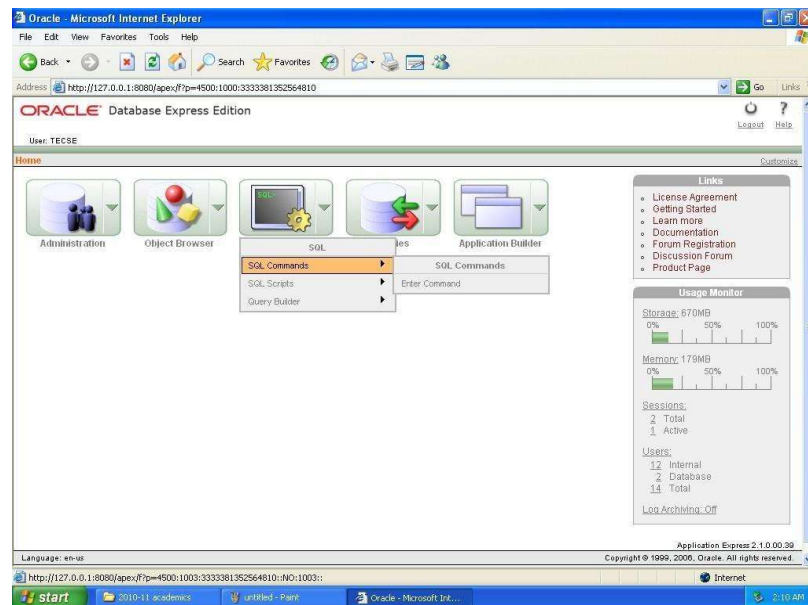 Oracle - Microsoft Internet Explorer
File Edit View Favorites Tools Help
Back Search Favorites
Address http://127.0.0.1:8080/apex/f?p=4500:1000:3333381352564810 Go Links
ORACLE Database Express Edition
Logout Help
User: TECSE
Home Customize
Administration Object Browser Application Builder
SQL
SQL Commands
SQL Scripts
Query Builder
SQL Commands
Enter Command
Links
License Agreement
Getting Started
Learn more
Documentation
Forum Registration
Discussion Forum
Product Page
Usage Monitor
Storage: 670MB
0% 50% 100%
Memory: 179MB
0% 50% 100%
Sessions:
2 Total
1 Active
Users:
12 Internal
2 Database
14 Total
Log Archiving: Off
Application Express 2.1.0.00.39
Language: en-us Copyright © 1999, 2006, Oracle. All rights reserved.
http://127.0.0.1:8080/apex/f?p=4500:1003:3333381352564810::NO:1003:: Internet
start 2010-11 academics untitled - Paint Oracle - Microsoft Int... 2:10 AM